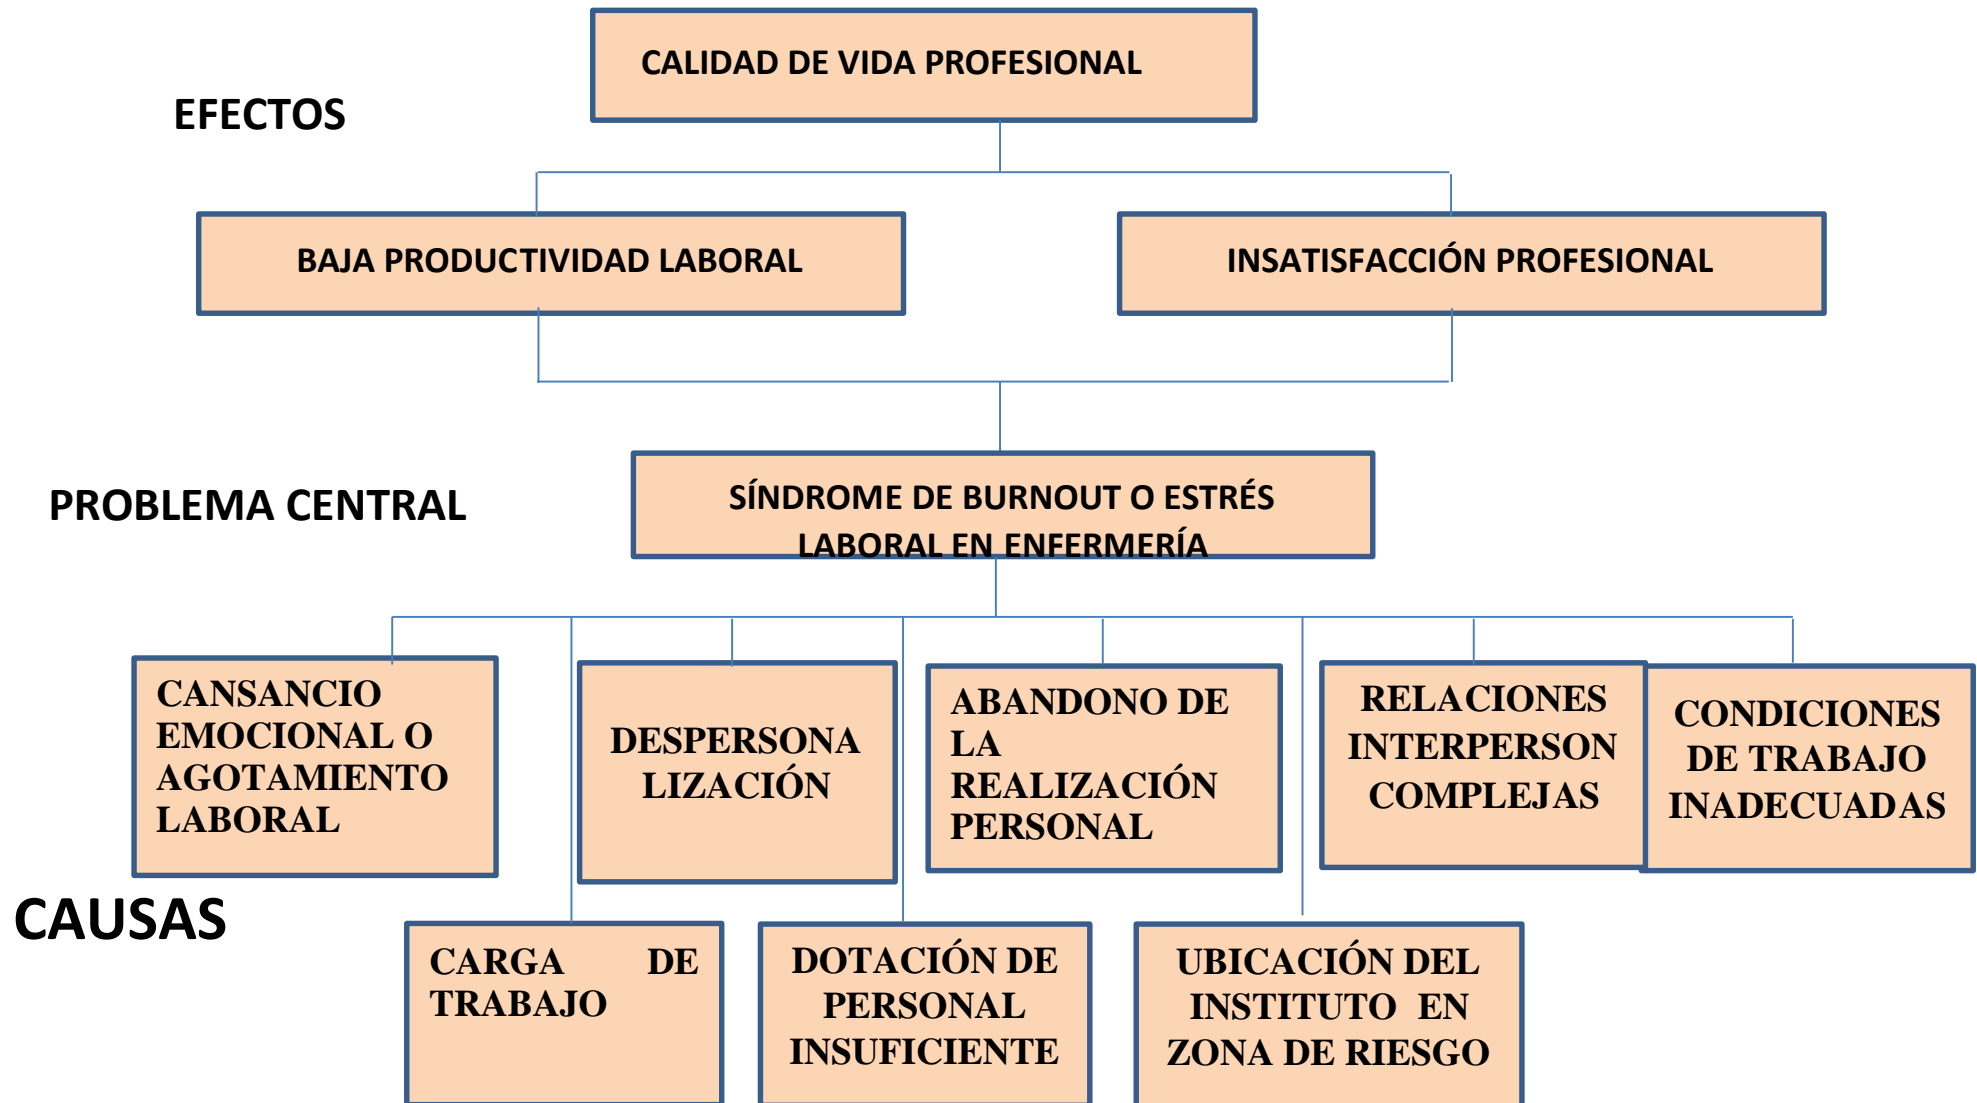 CALIDAD DE VIDA PROFESIONAL
EFECTOS
BAJA PRODUCTIVIDAD LABORAL
INSATISFACCIÓN PROFESIONAL
PROBLEMA CENTRAL
SÍNDROME DE BURNOUT O ESTRÉS
LABORAL EN ENFERMERÍA
CANSANCIO
EMOCIONAL O
AGOTAMIENTO
LABORAL
DESPERSONA
LIZACIÓN
ABANDONO DE
LA
REALIZACIÓN
PERSONAL
RELACIONES
INTERPERSON
COMPLEJAS
CONDICIONES
DE TRABAJO
INADECUADAS
CAUSAS
CARGA DE
TRABAJO
DOTACIÓN DE
PERSONAL
INSUFICIENTE
UBICACIÓN DEL
INSTITUTO EN
ZONA DE RIESGO